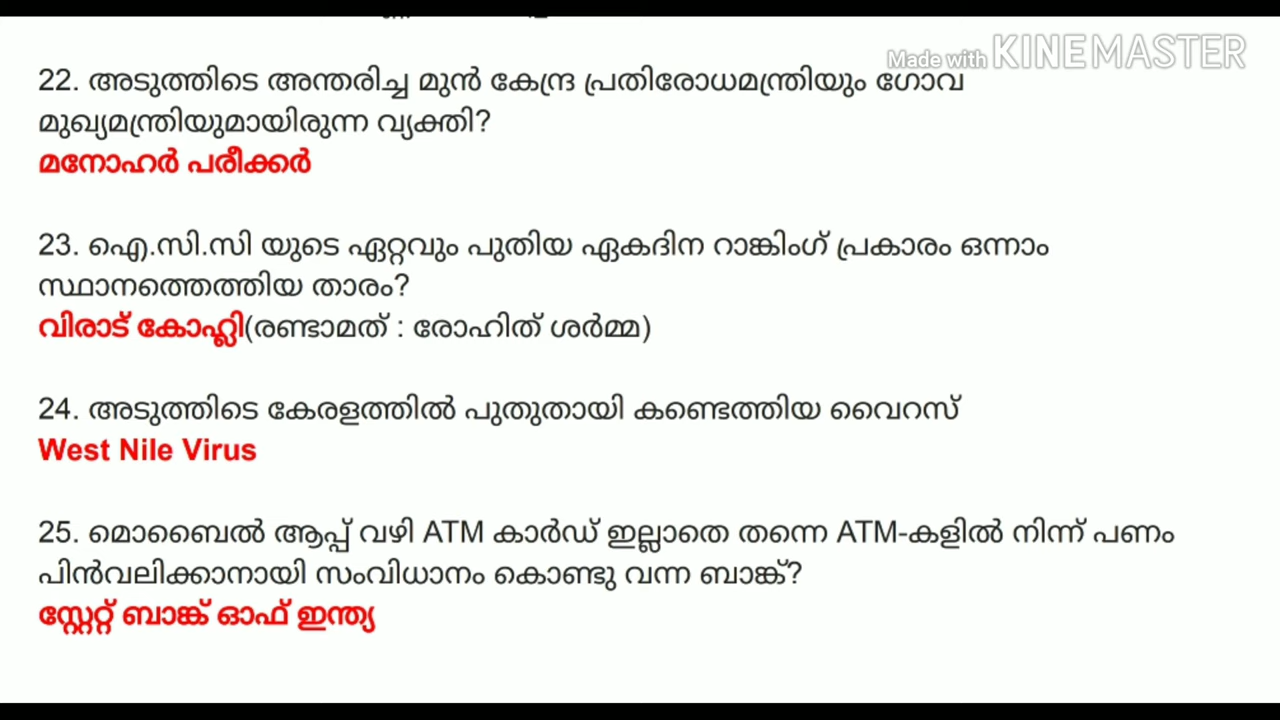 Made with KINEMASTER
22. അടുത്തിടെ അന്തരിച്ച മുൻ കേന്ദ്ര പ്രതിരോധമന്ത്രിയും ഗോവ
മുഖ്യമന്ത്രിയുമായിരുന്ന വ്യക്തി?
മനോഹർ പരീക്കർ
23. ഐ.സി.സി യുടെ ഏറ്റവും പുതിയ ഏകദിന റാങ്കിംഗ് പ്രകാരം ഒന്നാം
സ്ഥാനത്തെത്തിയ താരം?
വിരാട് കോഹ്ലി(രണ്ടാമത് : രോഹിത് ശർമ്മ)
24. അടുത്തിടെ കേരളത്തിൽ പുതുതായി കണ്ടെത്തിയ വൈറസ്
West Nile Virus
25. മൊബൈൽ ആപ്പ് വഴി ATM കാർഡ് ഇല്ലാതെ തന്നെ ATM-കളിൽ നിന്ന് പണം
പിൻവലിക്കാനായി സംവിധാനം കൊണ്ടു വന്ന ബാങ്ക്?
സ്റ്റേറ്റ് ബാങ്ക് ഓഫ് ഇന്ത്യ